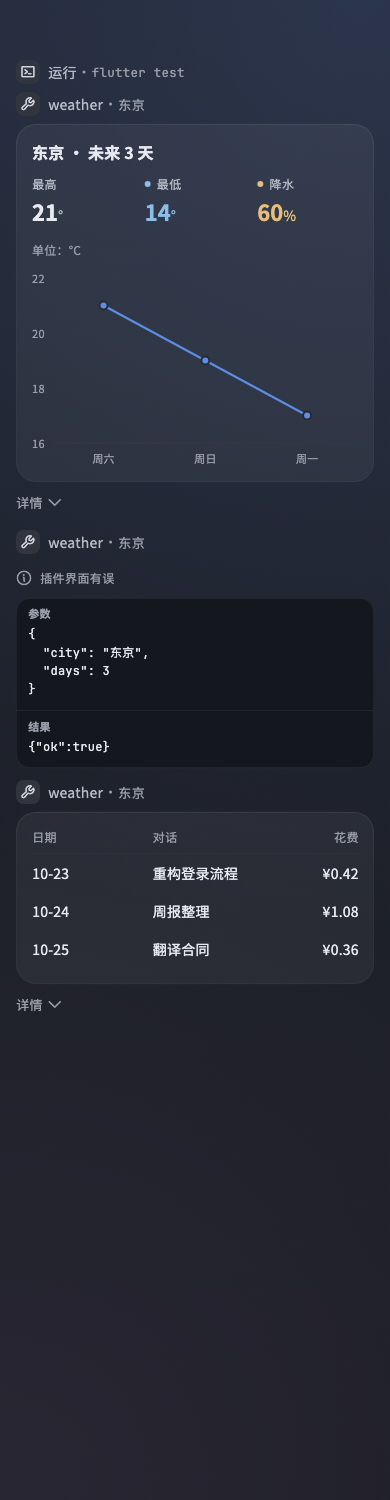 运行 · flutter test
weather · 东京
东京 · 未来 3 天
最高 最低 降水
21° 14° 60%
单位: °C
22
20
18
16
周六 周日 周一
详情
weather · 东京
插件界面有误
参数
{
  "city": "东京",
  "days": 3
}
结果
{"ok":true}
weather · 东京
日期 对话 花费
10-23 重构登录流程 ¥0.42
10-24 周报整理 ¥1.08
10-25 翻译合同 ¥0.36
详情